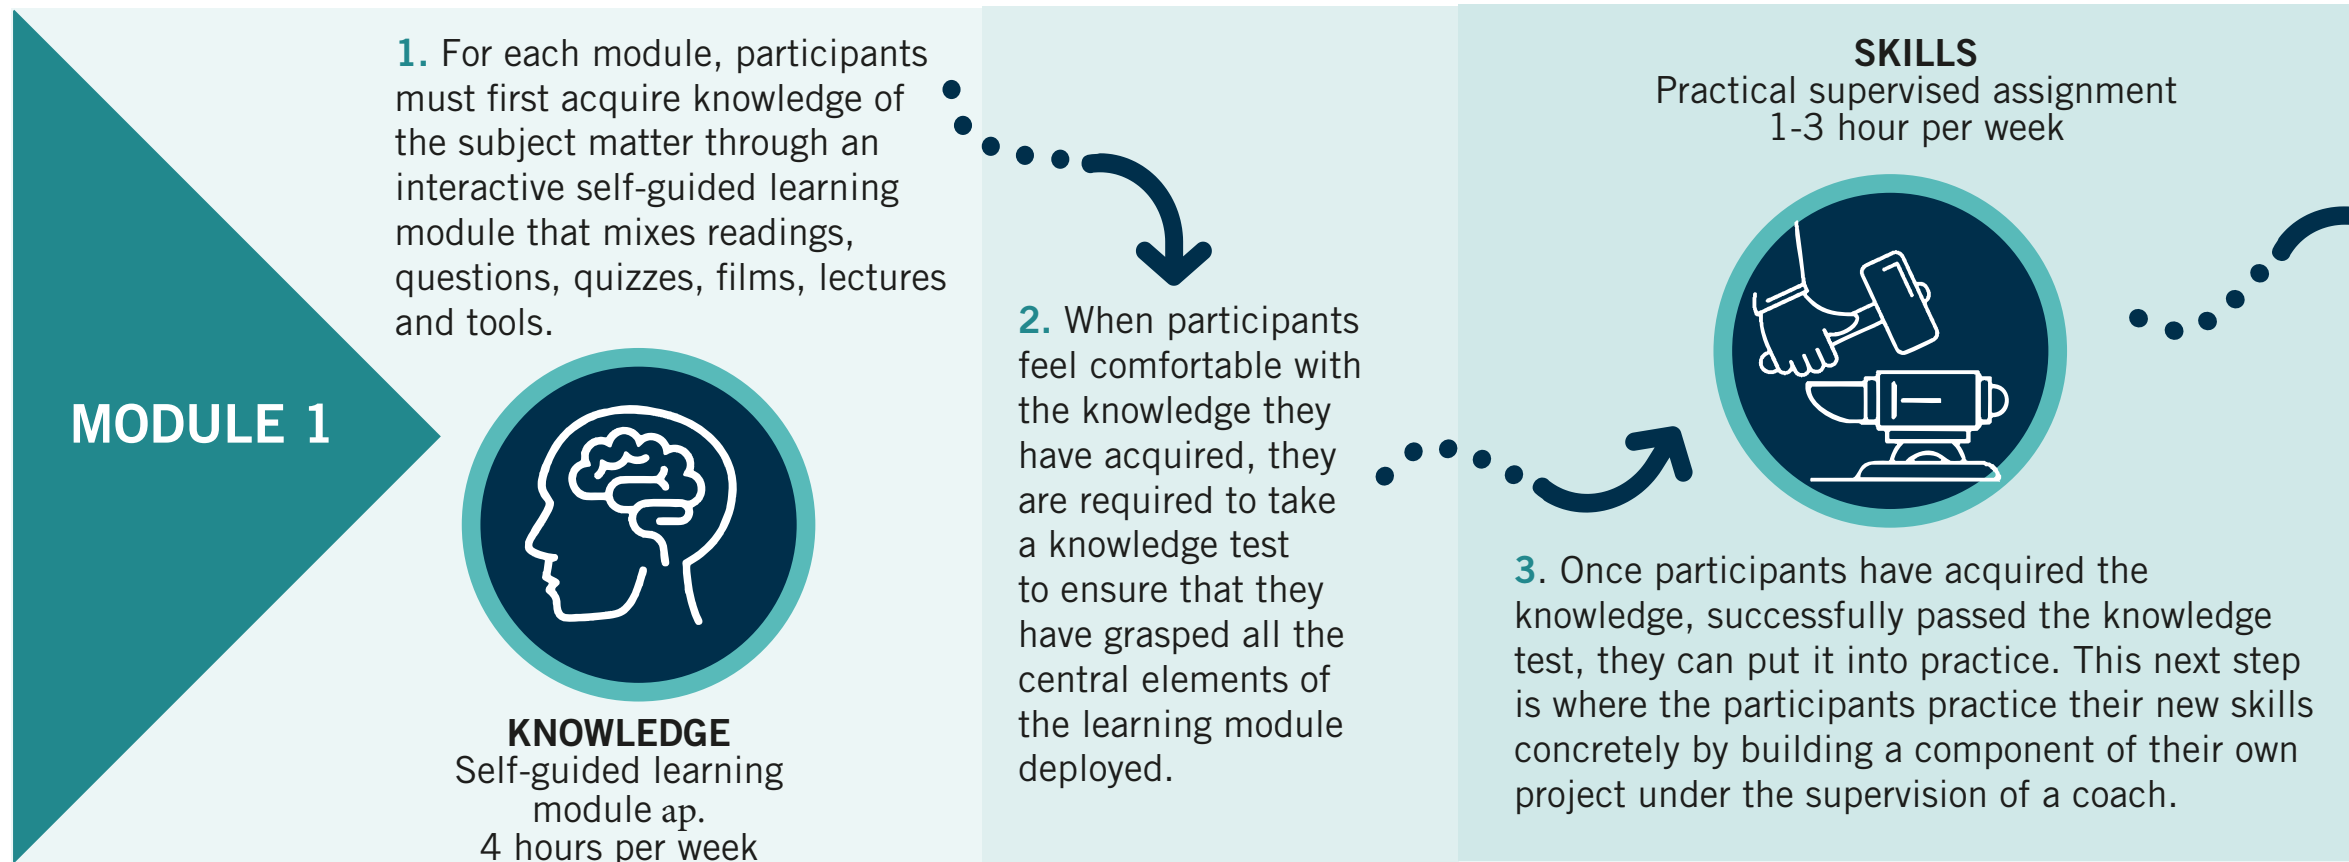 MODULE 1
1. For each module, participants
must first acquire knowledge of
the subject matter through an
interactive self-guided learning
module that mixes readings,
questions, quizzes, films, lectures
and tools.
KNOWLEDGE
Self-guided learning
module ap.
4 hours per week
2. When participants
feel comfortable with
the knowledge they
have acquired, they
are required to take
a knowledge test
to ensure that they
have grasped all the
central elements of
the learning module
deployed.
SKILLS
Practical supervised assignment
1-3 hour per week
3. Once participants have acquired the
knowledge, successfully passed the knowledge
test, they can put it into practice. This next step
is where the participants practice their new skills
concretely by building a component of their own
project under the supervision of a coach.